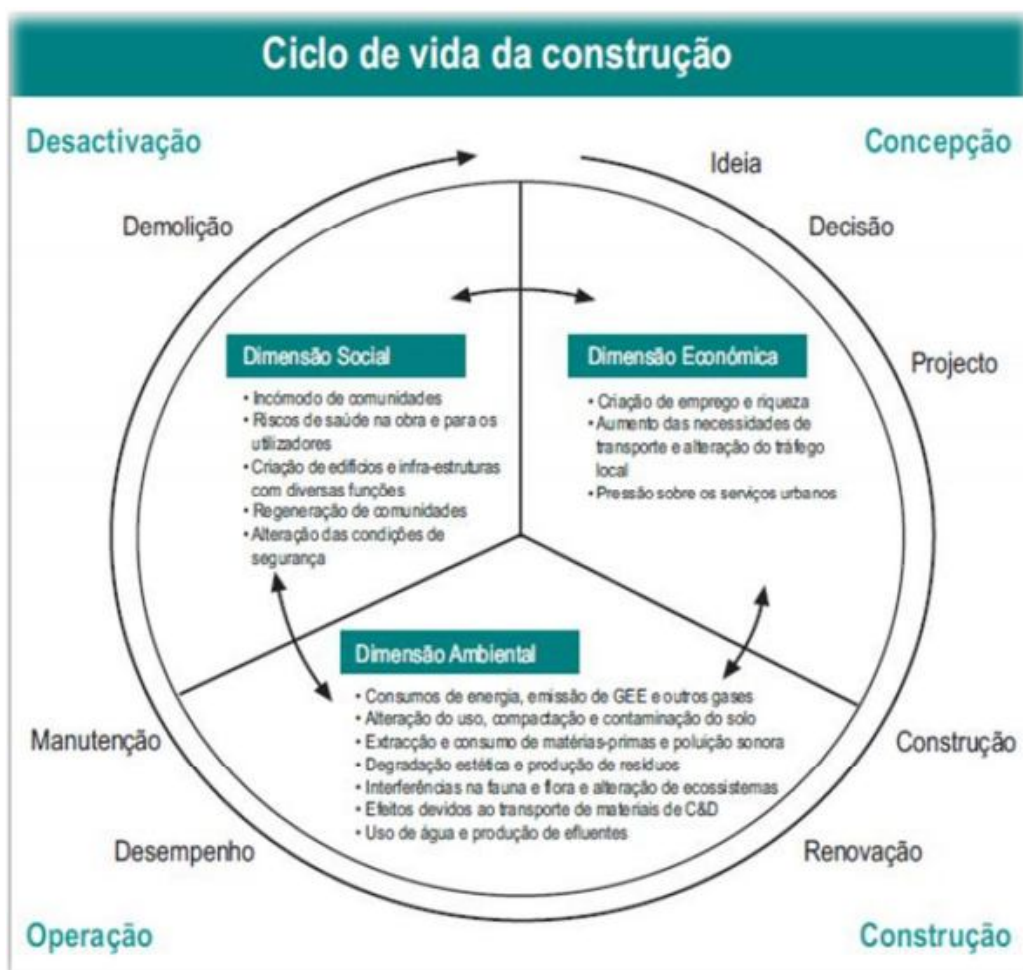 Ciclo de vida da construção
Desactivação
Concepção
Ideia
Demolição
Decisão
Projecto
Dimensão Social
• Incómodo de comunidades
• Riscos de saúde na obra e para os
utilizadores
• Criação de edifícios e infra-estruturas
com diversas funções
• Regeneração de comunidades
• Alteração das condições de
segurança
Dimensão Económica
• Criação de emprego e riqueza
• Aumento das necessidades de
transporte e alteração do tráfego
local
• Pressão sobre os serviços urbanos
Dimensão Ambiental
• Consumos de energia, emissão de GEE e outros gases
• Alteração do uso, compactação e contaminação do solo
• Extracção e consumo de matérias-primas e poluição sonora
• Degradação estética e produção de resíduos
• Interferências na fauna e flora e alteração de ecossistemas
• Efeitos devidos ao transporte de materiais de C&D
• Uso de água e produção de efluentes
Manutenção
Construção
Desempenho
Renovação
Operação
Construção